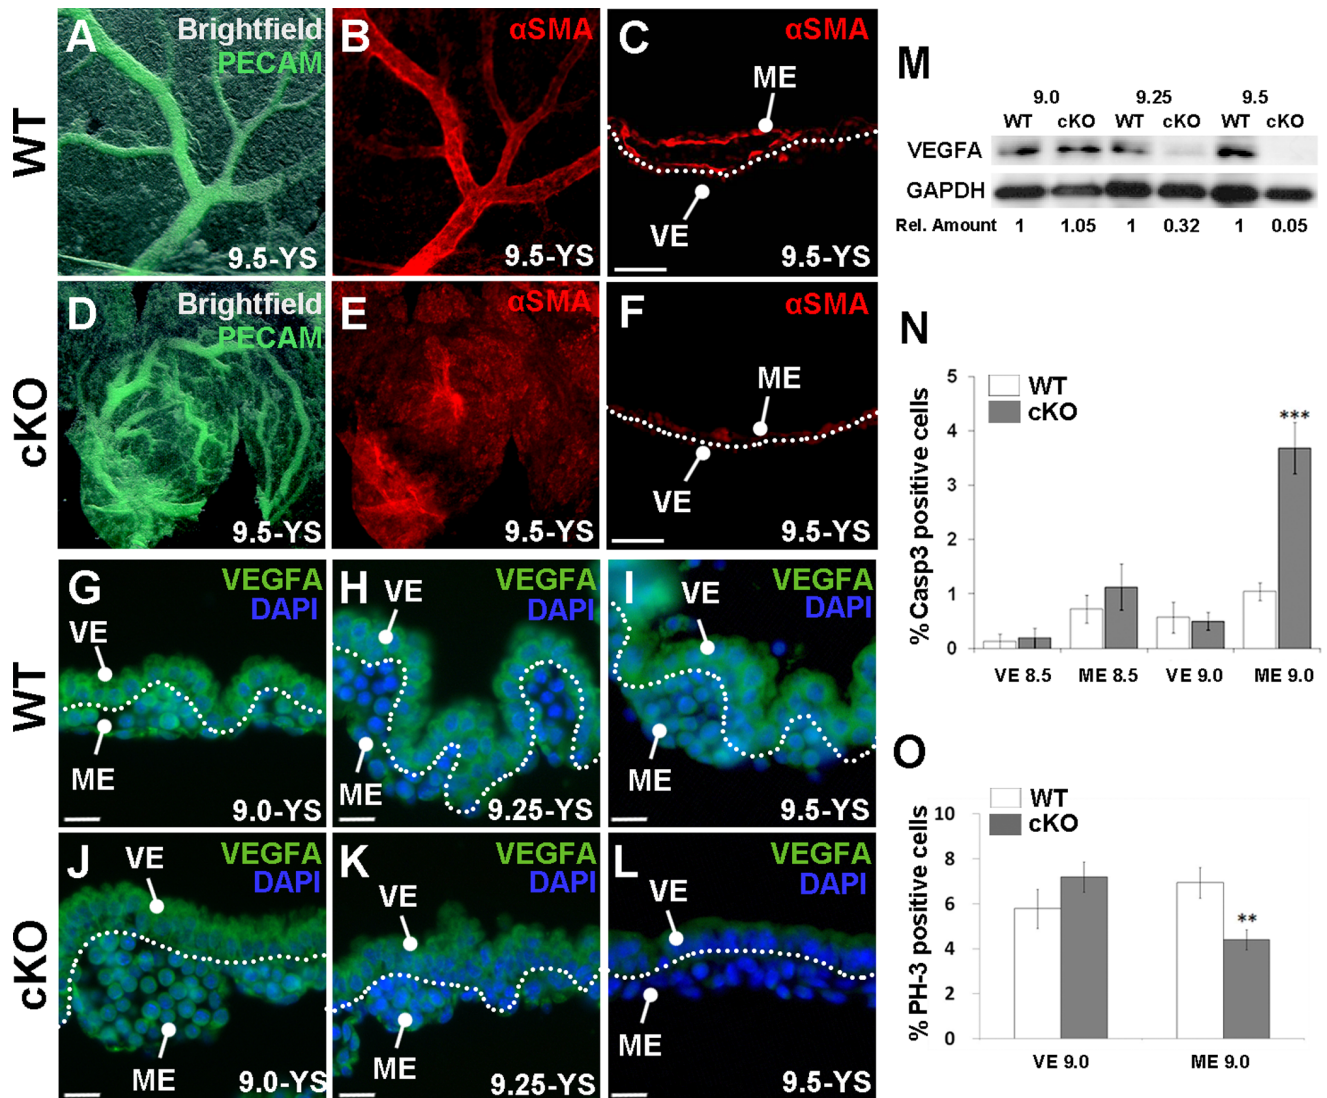 WT
A
Brightfield
PECAM
9.5-YS
B
αSMA
9.5-YS
C
αSMA
ME
VE
9.5-YS
cKO
D
Brightfield
PECAM
9.5-YS
E
αSMA
9.5-YS
F
αSMA
ME
VE
9.5-YS
WT
G
VEGFA
DAPI
VE
ME
9.0-YS
H
VEGFA
DAPI
VE
ME
9.25-YS
I
VEGFA
DAPI
VE
ME
9.5-YS
cKO
J
VEGFA
DAPI
VE
ME
9.0-YS
K
VEGFA
DAPI
VE
ME
9.25-YS
L
VEGFA
DAPI
VE
ME
9.5-YS
M
9.0 9.25 9.5
WT cKO WT cKO WT cKO
VEGFA
GAPDH
Rel. Amount 1 1.05 1 0.32 1 0.05
N
% Casp3 positive cells
5
4
3
2
1
0
WT
cKO
***
VE 8.5 ME 8.5 VE 9.0 ME 9.0
O
% PH-3 positive cells
10
8
6
4
2
0
WT
cKO
**
VE 9.0 ME 9.0